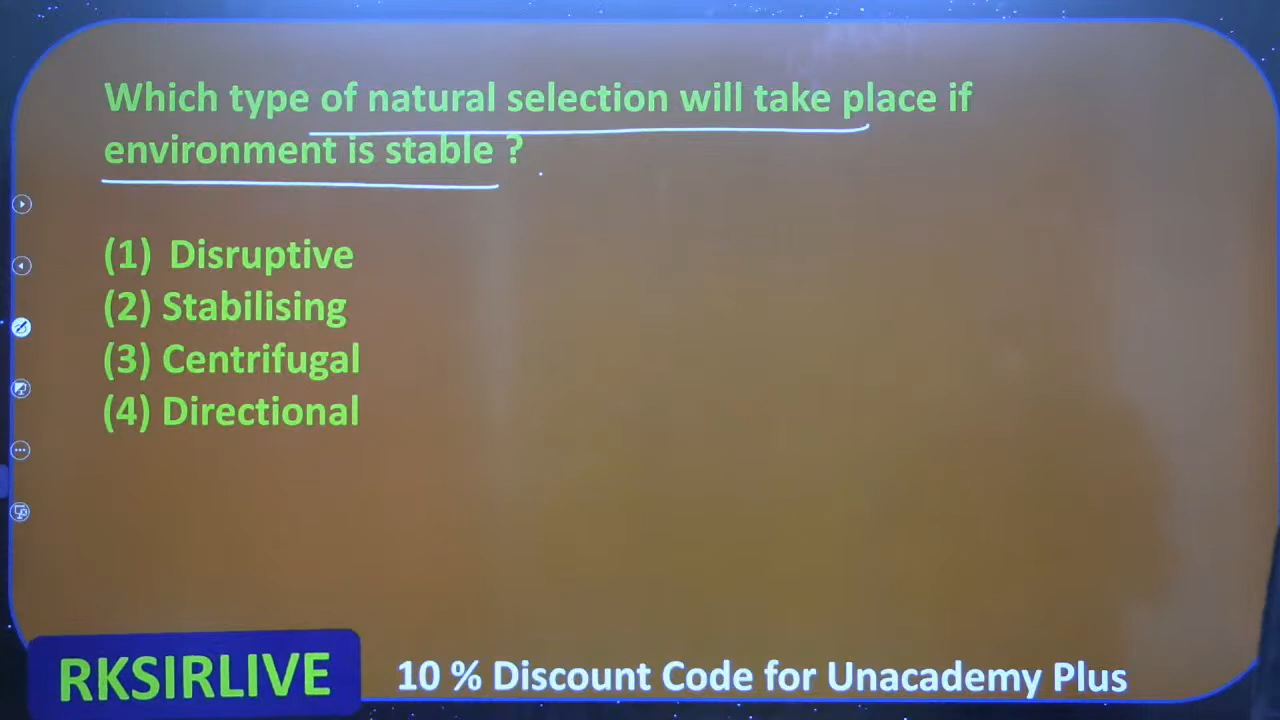 Which type of natural selection will take place if
environment is stable ?
(1) Disruptive
(2) Stabilising
(3) Centrifugal
(4) Directional
RKSIRLIVE
10 % Discount Code for Unacademy Plus